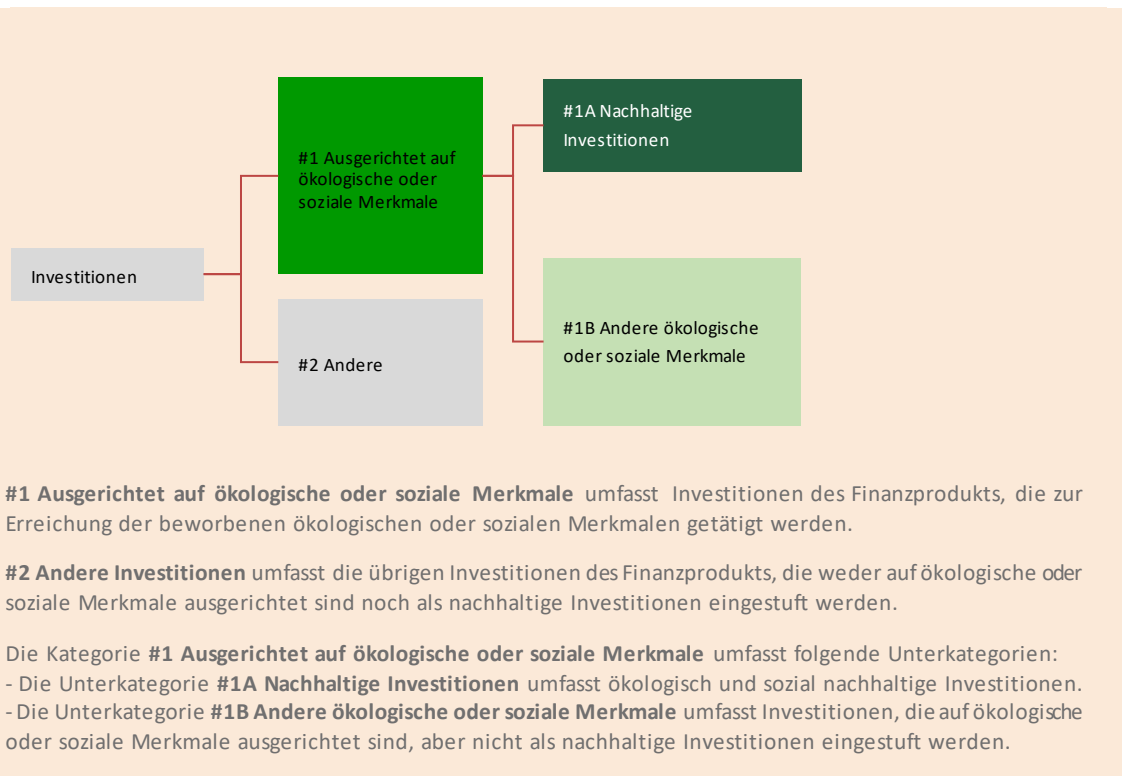 #1A Nachhaltige
Investitionen
#1 Ausgerichtet auf
ökologische oder
soziale Merkmale
Investitionen
#1B Andere ökologische
oder soziale Merkmale
#2 Andere
#1 Ausgerichtet auf ökologische oder soziale Merkmale umfasst Investitionen des Finanzprodukts, die zur
Erreichung der beworbenen ökologischen oder sozialen Merkmalen getätigt werden.
#2 Andere Investitionen umfasst die übrigen Investitionen des Finanzprodukts, die weder auf ökologische oder
soziale Merkmale ausgerichtet sind noch als nachhaltige Investitionen eingestuft werden.
Die Kategorie #1 Ausgerichtet auf ökologische oder soziale Merkmale umfasst folgende Unterkategorien:
- Die Unterkategorie #1A Nachhaltige Investitionen umfasst ökologisch und sozial nachhaltige Investitionen.
- Die Unterkategorie #1B Andere ökologische oder soziale Merkmale umfasst Investitionen, die auf ökologische
oder soziale Merkmale ausgerichtet sind, aber nicht als nachhaltige Investitionen eingestuft werden.